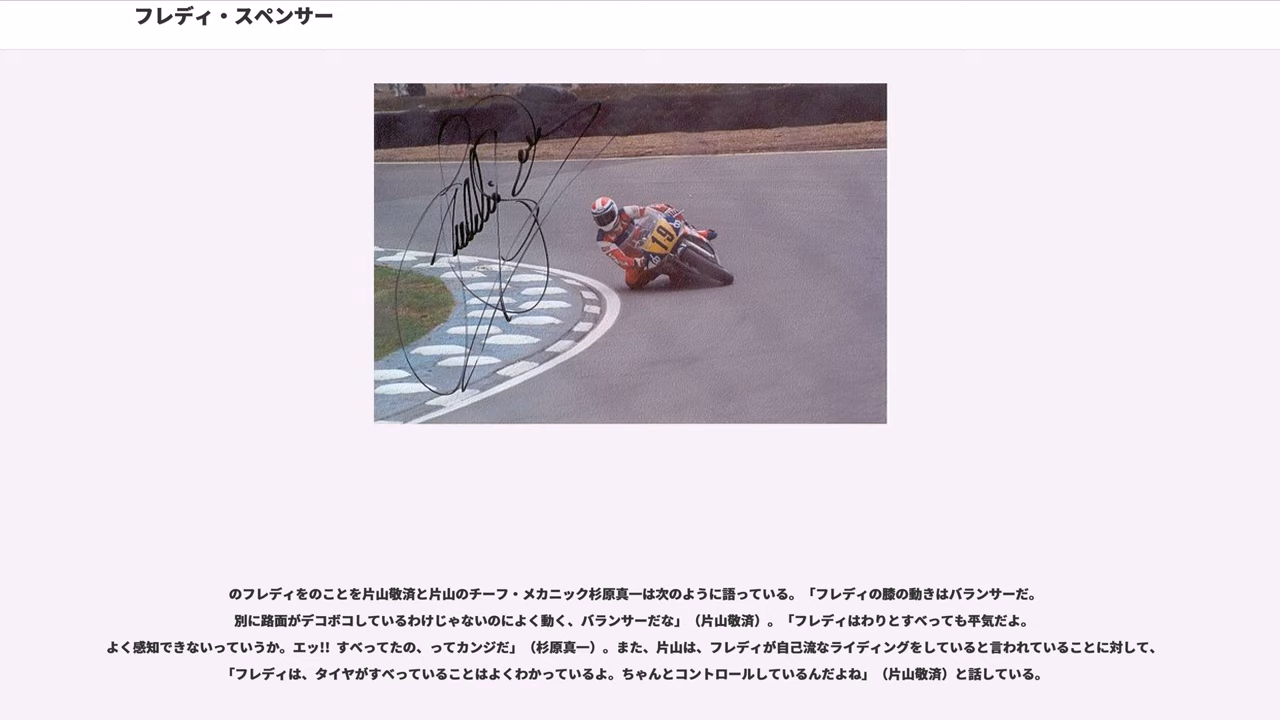 フレディ・スペンサー
19
のフレディをのことを片山敬済と片山のチーフ・メカニック杉原真一は次のように語っている。「フレディの膝の動きはバランサーだ。
別に路面がデコボコしているわけじゃないのによく動く、バランサーだな」（片山敬済）。「フレディはわりとすべっても平気だよ。
よく感知できないっていうか。エッ!! すべってたの、ってカンジだ」（杉原真一）。また、片山は、フレディが自己流なライディングをしていると言われていることに対して、
「フレディは、タイヤがすべっていることはよくわかっているよ。ちゃんとコントロールしているんだよね」（片山敬済）と話している。